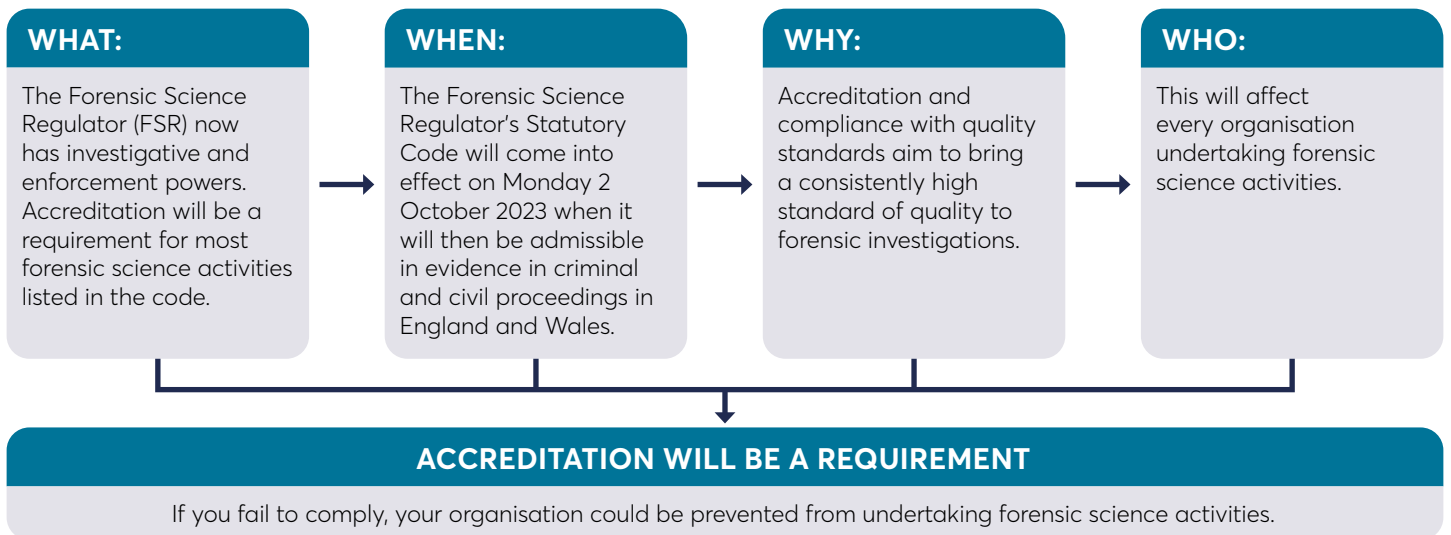 WHAT:
The Forensic Science
Regulator (FSR) now
has investigative and
enforcement powers.
Accreditation will be a
requirement for most
forensic science activities
listed in the code.
WHEN:
The Forensic Science
Regulator's Statutory
Code will come into
effect on Monday 2
October 2023 when it
will then be admissible
in evidence in criminal
and civil proceedings in
England and Wales.
WHY:
Accreditation and
compliance with quality
standards aim to bring
a consistently high
standard of quality to
forensic investigations.
WHO:
This will affect
every organisation
undertaking forensic
science activities.
ACCREDITATION WILL BE A REQUIREMENT
If you fail to comply, your organisation could be prevented from undertaking forensic science activities.